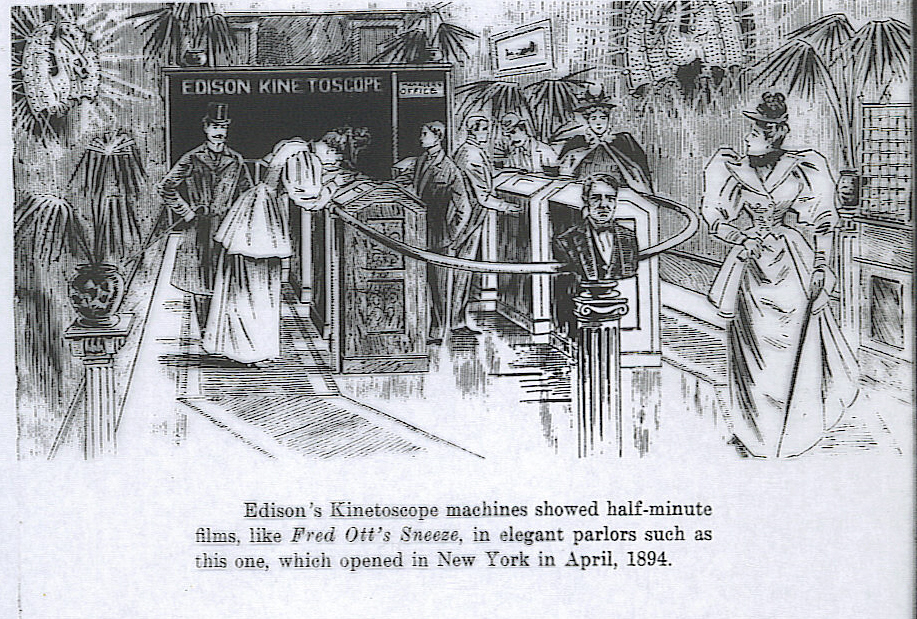 EDISON KINETOSCOPE
OFFICE
Edison's Kinetoscope machines showed half-minute
films, like Fred Ott's Sneeze, in elegant parlors such as
this one, which opened in New York in April, 1894.